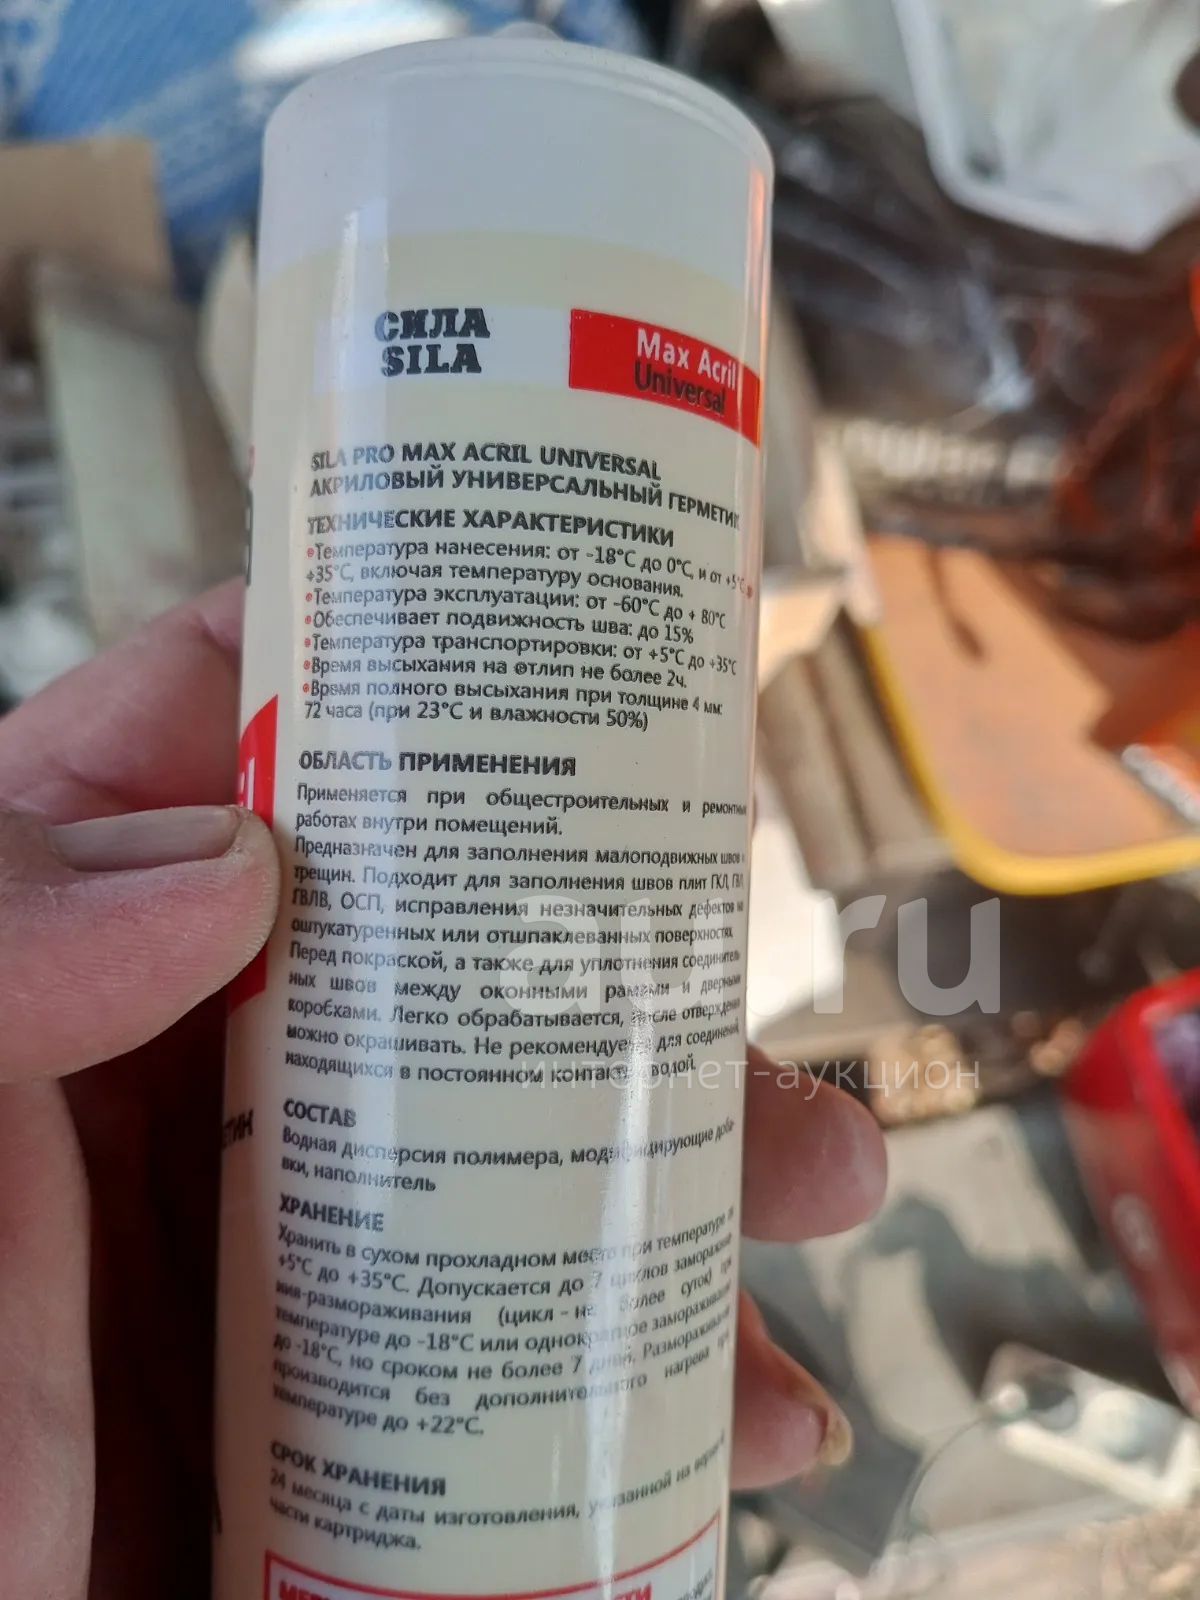 СИЛА
SILA
Max Acril
Universal
SILA PRO MAX ACRIL UNIVERSAL
АКРИЛОВЫЙ УНИВЕРСАЛЬНЫЙ ГЕРМЕТИК
ТЕХНИЧЕСКИЕ ХАРАКТЕРИСТИКИ
•Температура нанесения: от -18°C до 0°C, и от +5°C до
+35°C, включая температуру основания.
•Температура эксплуатации: от -60°C до + 80°C
•Обеспечивает подвижность шва: до 15%
•Температура транспортировки: от +5°C до +35°C
•Время высыхания на отлип не более 2ч.
•Время полного высыхания при толщине 4 мм:
72 часа (при 23°C и влажности 50%)
ОБЛАСТЬ ПРИМЕНЕНИЯ
Применяется при общестроительных и ремонтных
работах внутри помещений.
Предназначен для заполнения малоподвижных швов и
трещин. Подходит для заполнения швов плит ГКЛ, ГВЛ,
ГВЛВ, ОСП, исправления незначительных дефектов на
оштукатуренных или отшпаклеванных поверхностях.
Перед покраской, а также для уплотнения соединитель-
ных швов между оконными рамами и дверными
коробками. Легко обрабатывается, после отверждения
можно окрашивать. Не рекомендуется для соединений,
находящихся в постоянном контакте с водой.
СОСТАВ
Водная дисперсия полимера, модифицирующие доба-
вки, наполнитель
ХРАНЕНИЕ
Хранить в сухом прохладном месте при температуре от
+5°C до +35°C. Допускается до 7 циклов заморажива-
ния-размораживания (цикл - не более суток) при
температуре до -18°C или однократное замораживание
до -18°C, но сроком не более 7 дней. Размораживание
производится без дополнительного нагрева при
температуре до +22°C.
СРОК ХРАНЕНИЯ
24 месяца с даты изготовления, указанной на верхней
части картриджа.
au.ru
интернет-аукцион